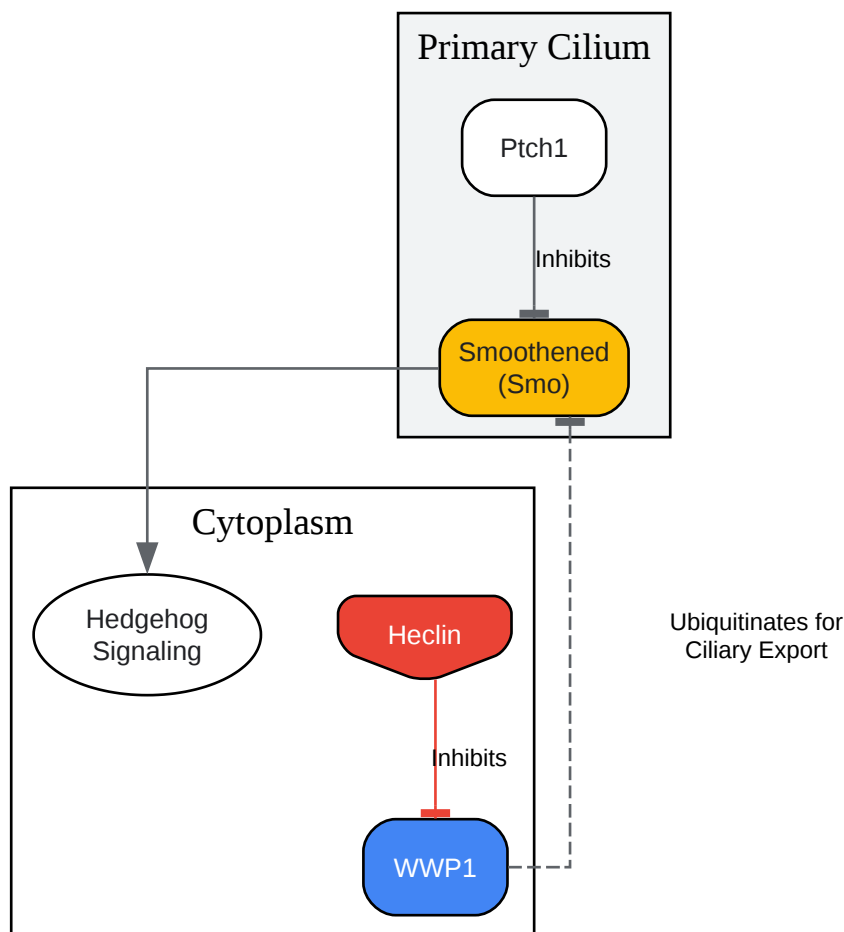 Primary Cilium
Ptch1
Inhibits
Smoothened
(Smo)
Cytoplasm
Hedgehog
Signaling
Heclin
Ubiquitinates for
Ciliary Export
Inhibits
WWP1